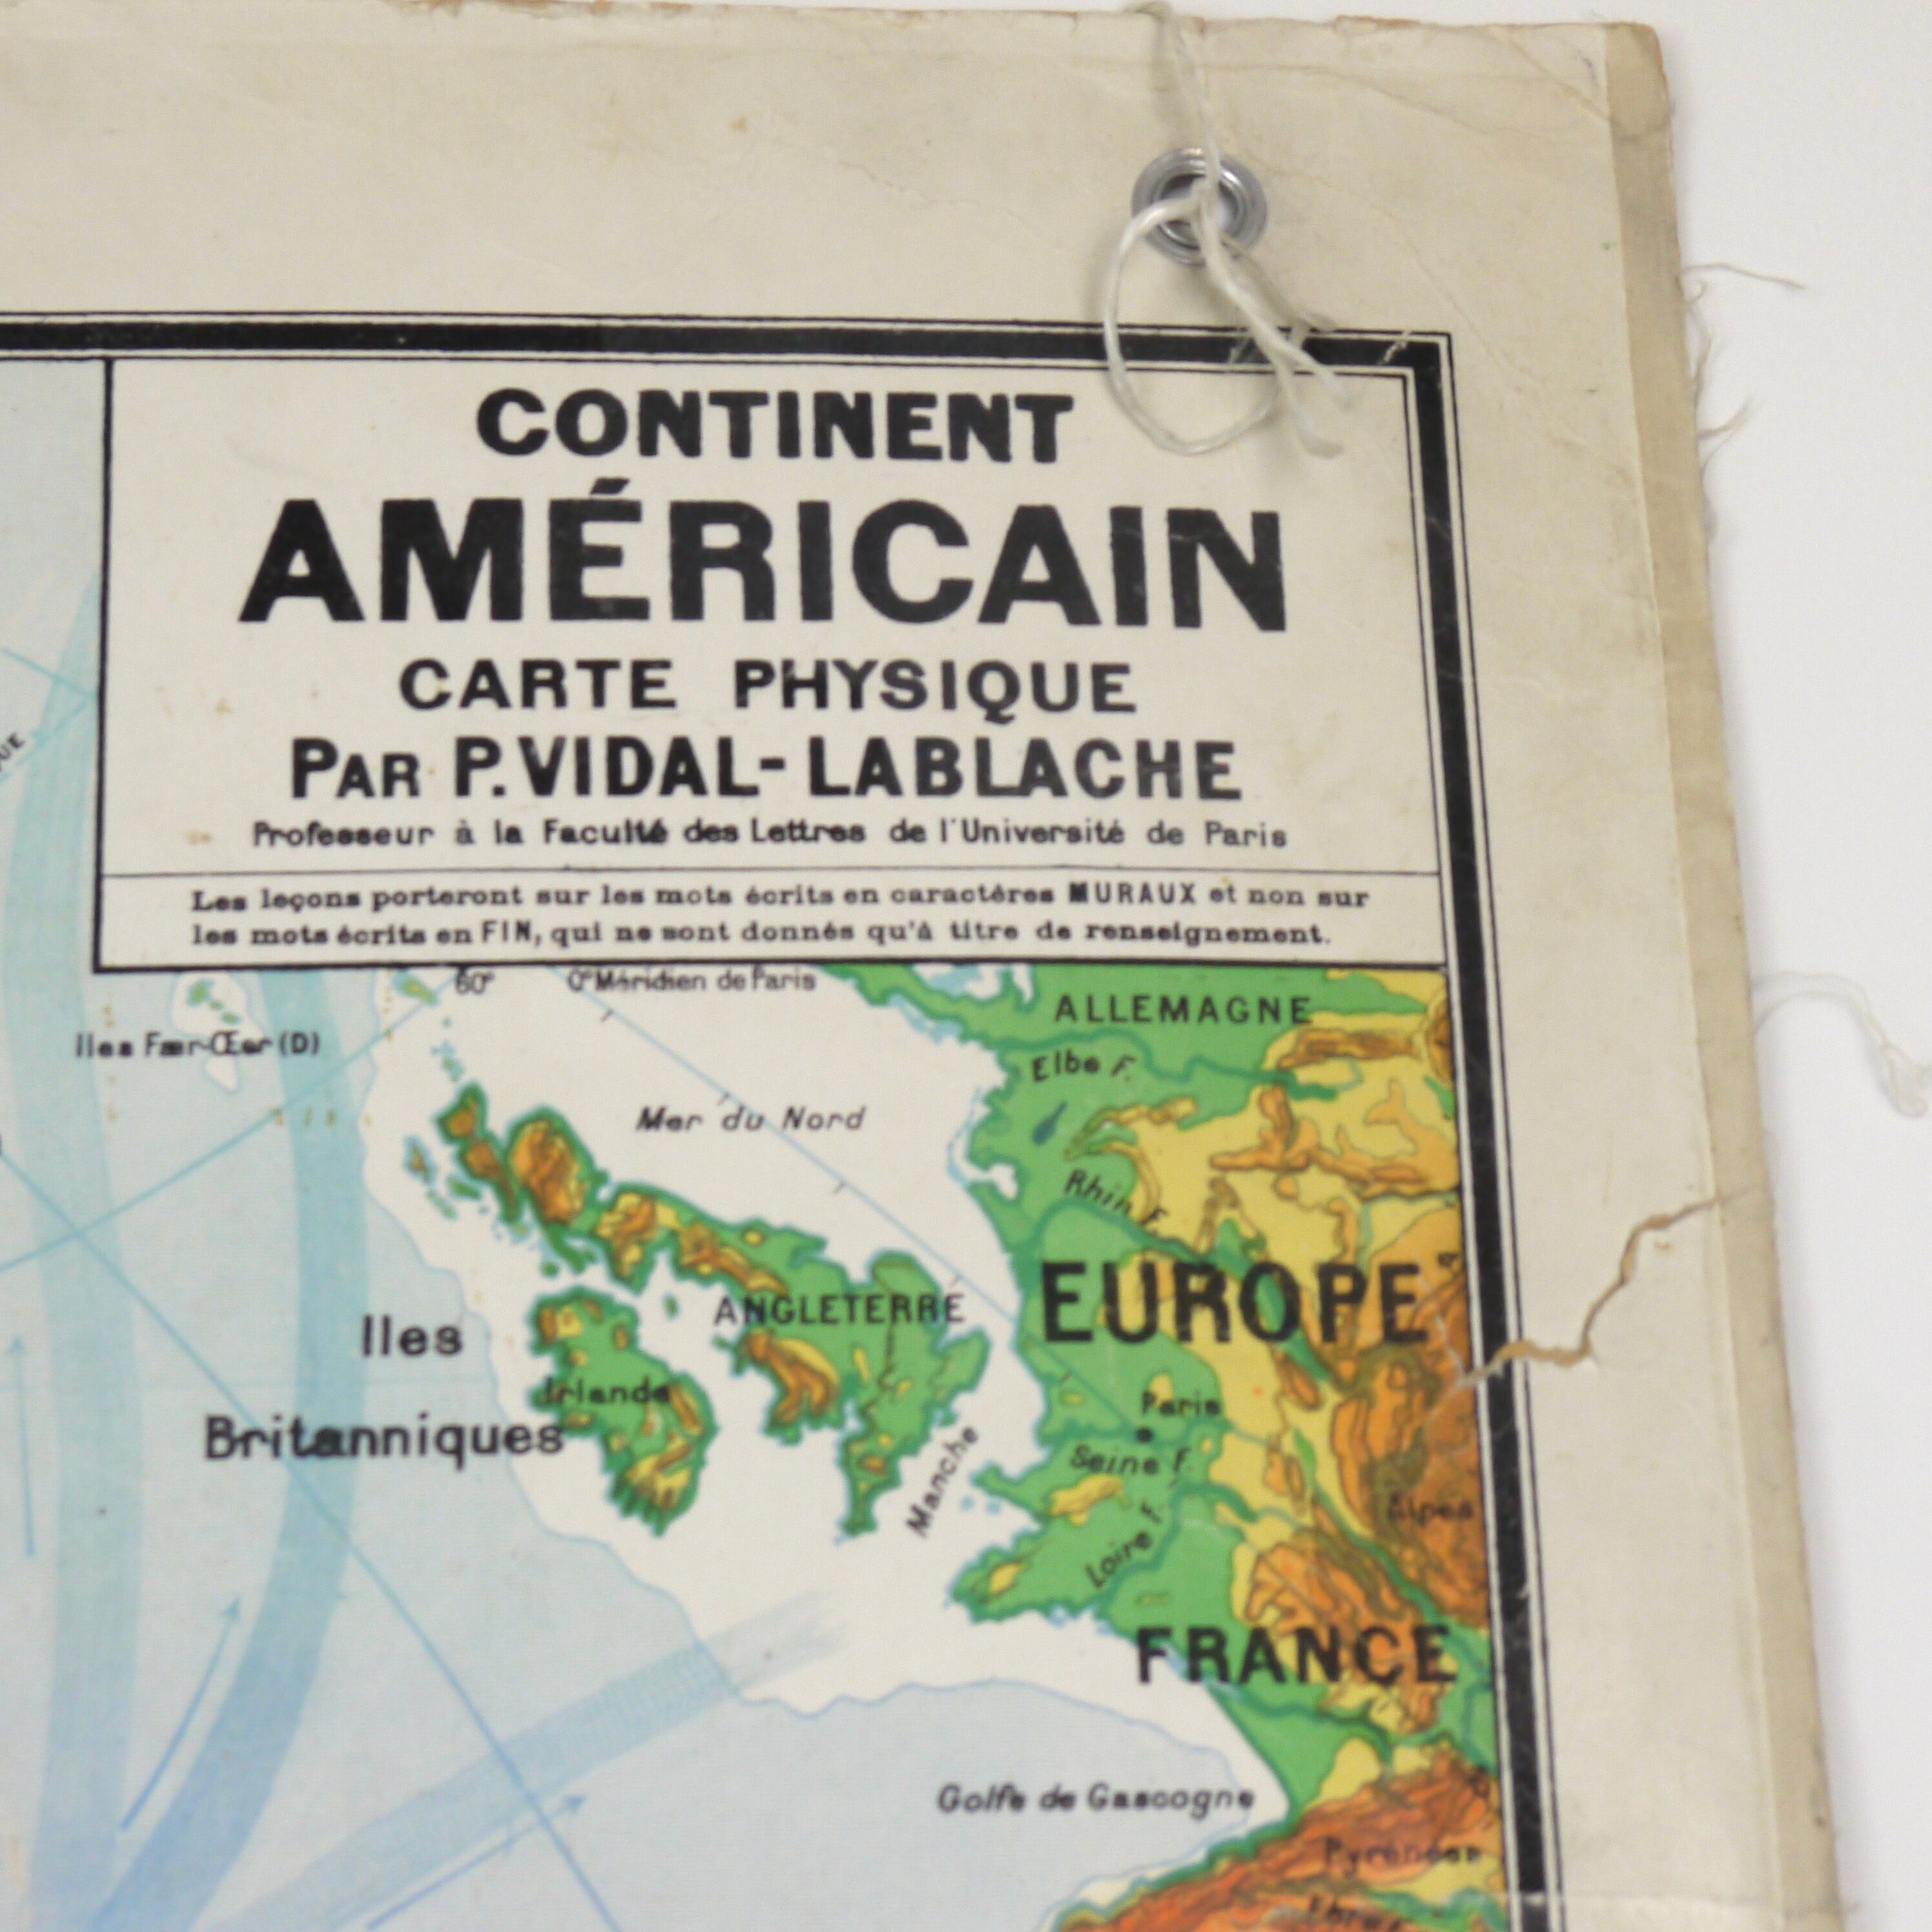 CONTINENT
AMÉRICAIN
CARTE PHYSIQUE
PAR P. VIDAL-LABLACHE
Professeur à la Faculté des Lettres de l'Université de Paris
Les leçons porteront sur les mots écrits en caractères MURAUX et non sur
les mots écrits en FIN, qui ne sont donnés qu'à titre de renseignement.
60° 0° Méridien de Paris
ALLEMAGNE
Iles Fær-Œer (D)
Elbe F.
Mer du Nord
Rhin F.
EUROPE
ANGLETERRE
Iles
Britanniques
Irlande
Paris
Manche
Seine F.
Alpes
Loire F.
FRANCE
Golfe de Gascogne
Pyrénées